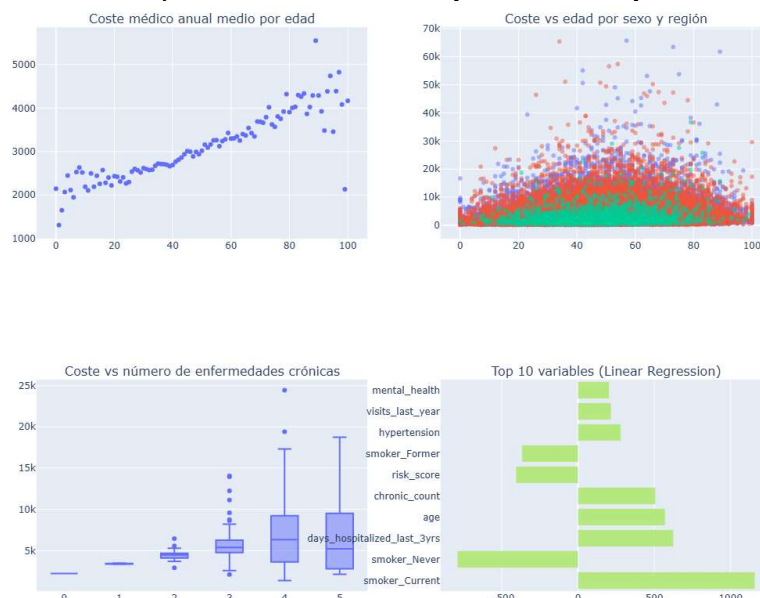 Coste médico anual medio por edad
5000
4000
3000
2000
1000
0 20 40 60 80 100
Coste vs edad por sexo y región
70k
60k
50k
40k
30k
20k
10k
0
0 20 40 60 80 100
Coste vs número de enfermedades crónicas
25k
20k
15k
10k
5k
0 1 2 3 4 5
Top 10 variables (Linear Regression)
mental_health
visits_last_year
hypertension
smoker_Former
risk_score
chronic_count
age
days_hospitalized_last_3yrs
smoker_Never
smoker_Current
500 0 500 1000